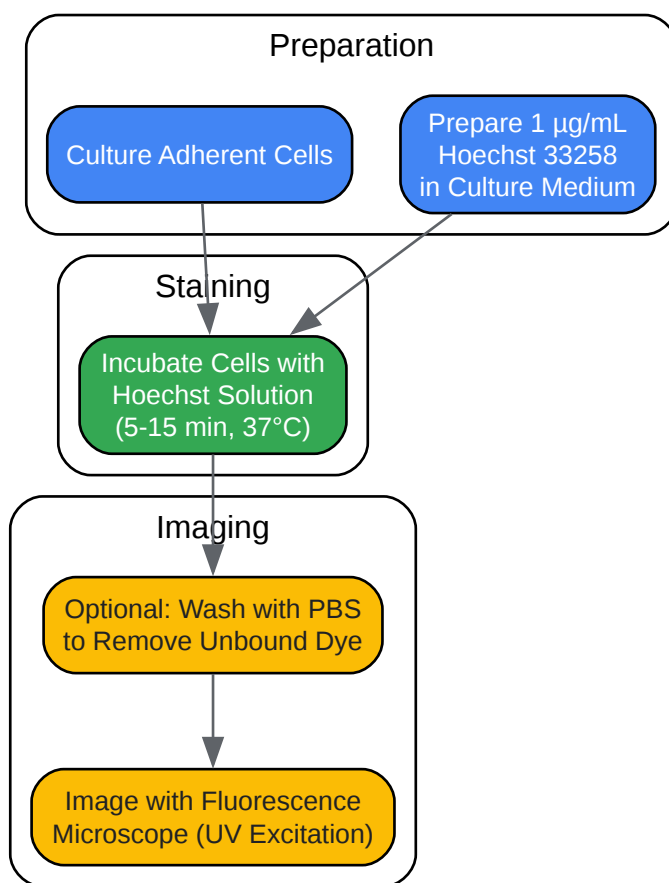 Preparation
Culture Adherent Cells
Prepare 1 µg/mL
Hoechst 33258
in Culture Medium
Staining
Incubate Cells with
Hoechst Solution
(5-15 min, 37°C)
Imaging
Optional: Wash with PBS
to Remove Unbound Dye
Image with Fluorescence
Microscope (UV Excitation)